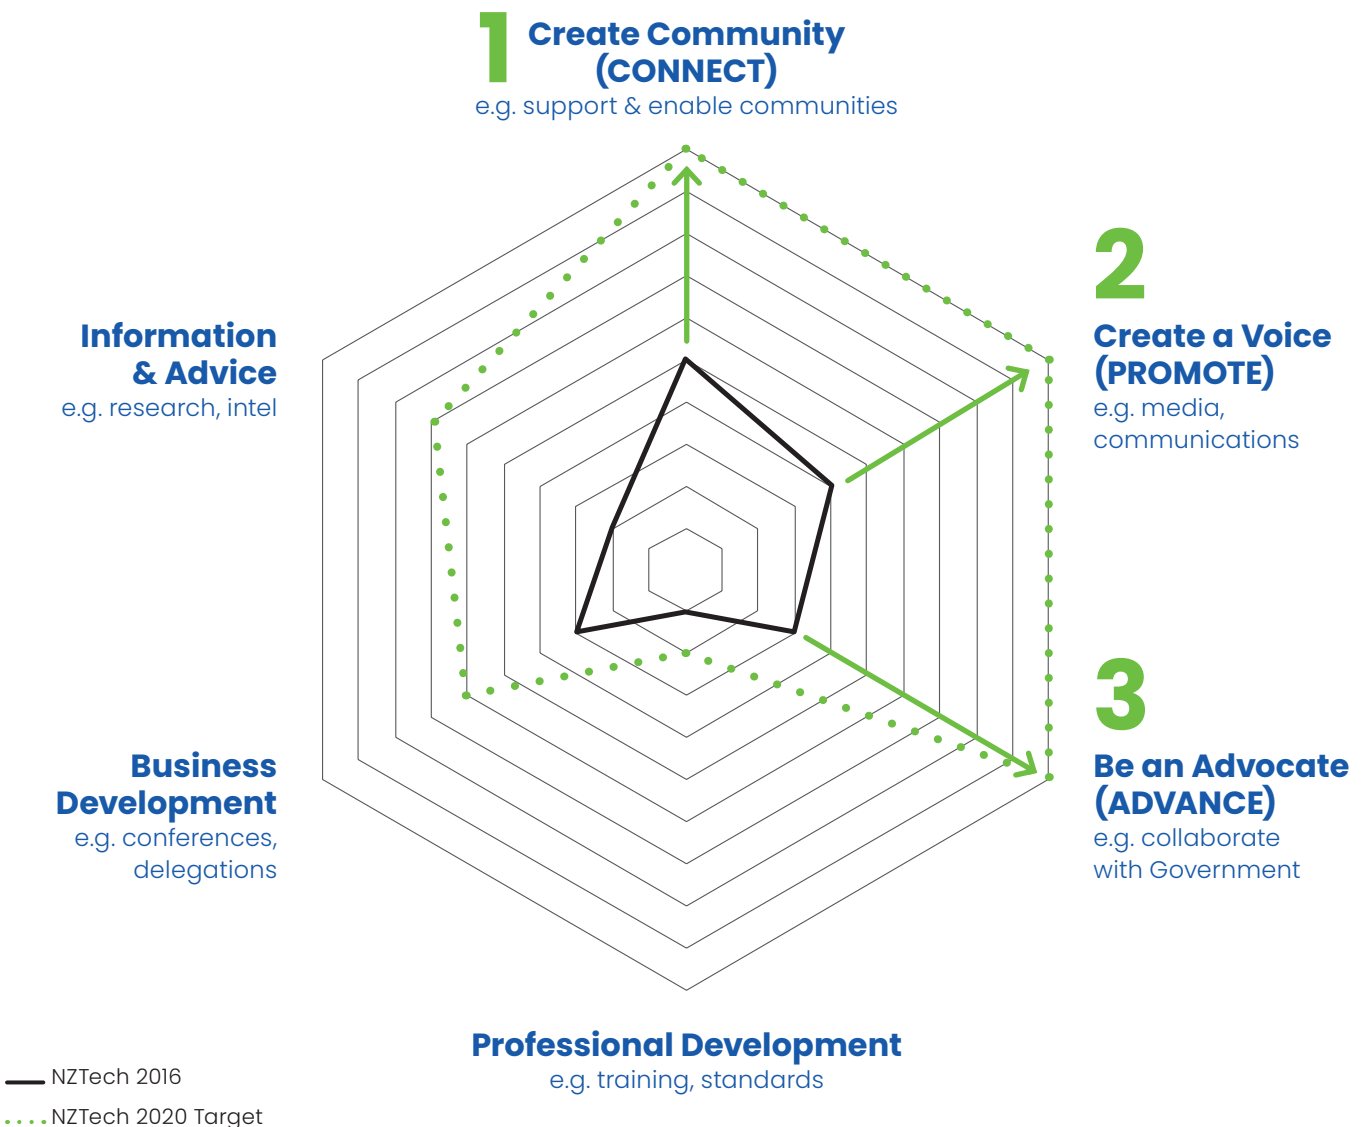 1
Create Community
(CONNECT)
e.g. support & enable communities
2
Create a Voice
(PROMOTE)
e.g. media,
communications
Information
& Advice
e.g. research, intel
3
Be an Advocate
(ADVANCE)
e.g. collaborate
with Government
Business
Development
e.g. conferences,
delegations
Professional Development
e.g. training, standards
NZTech 2016
NZTech 2020 Target